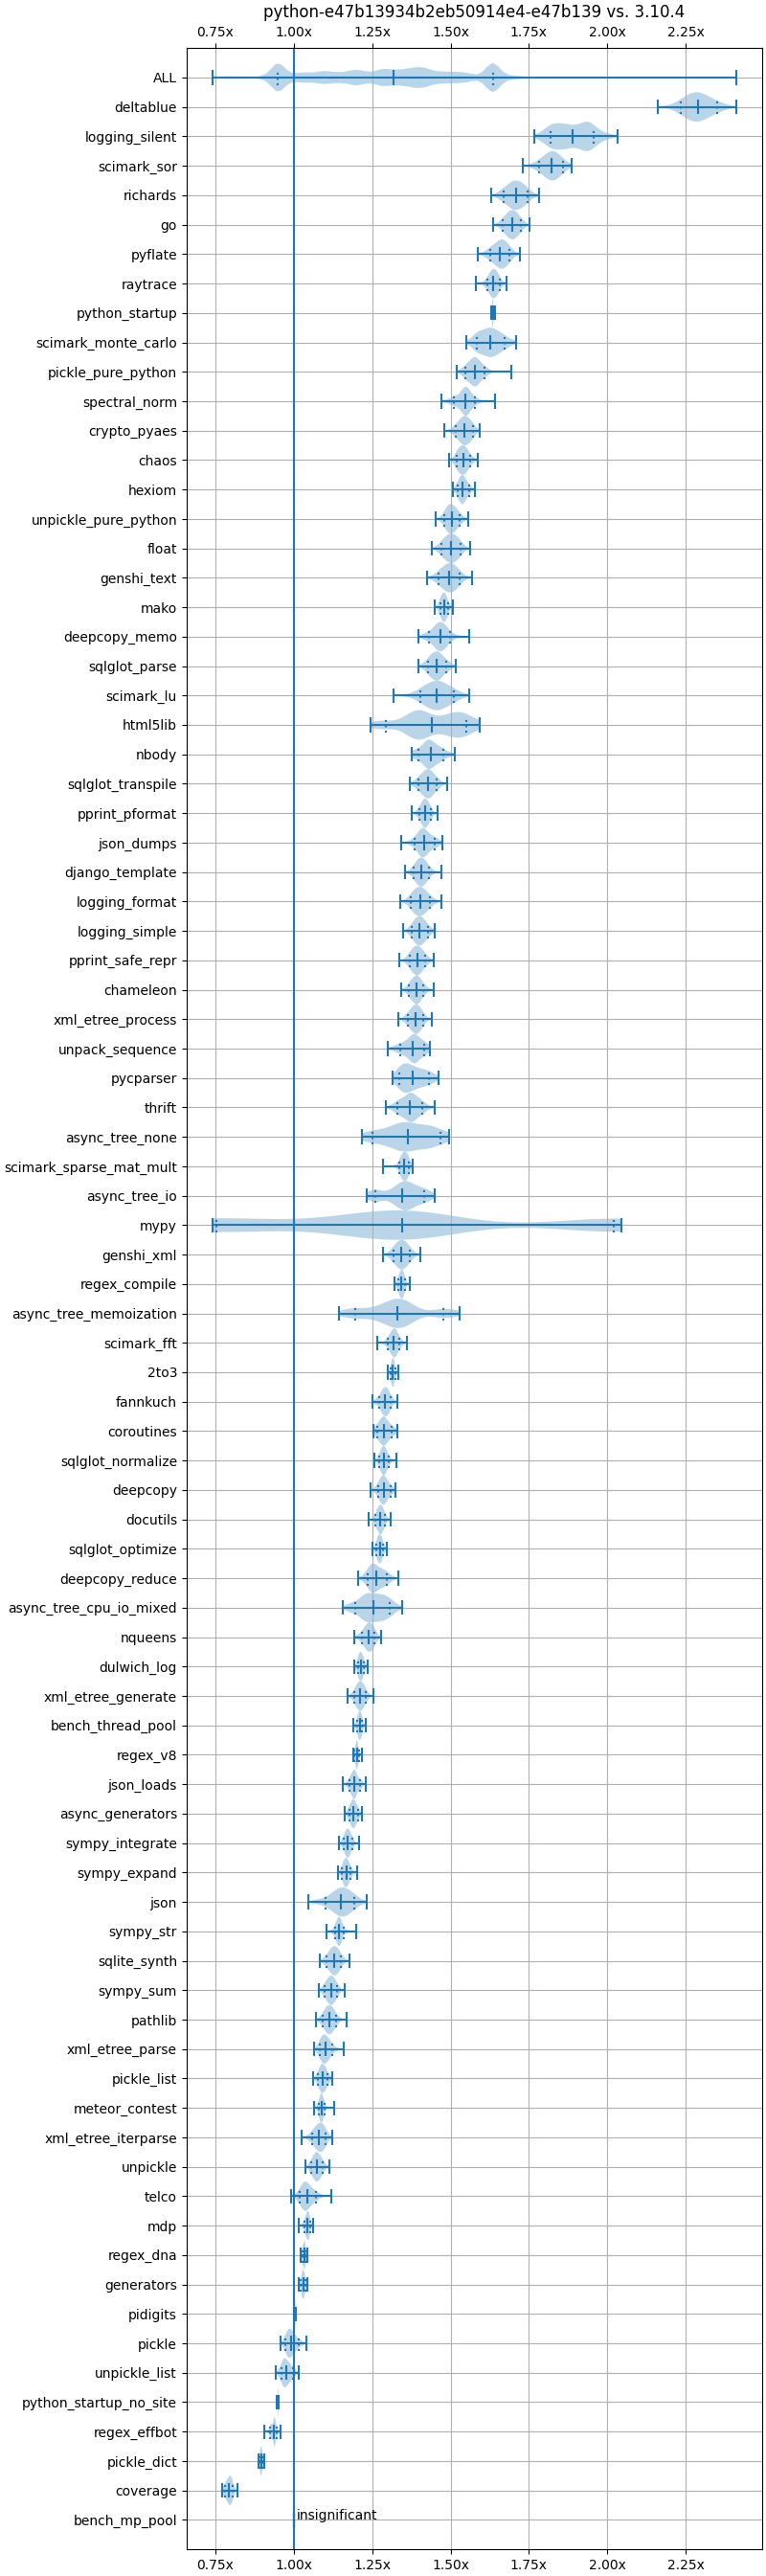 python-e47b13934b2eb50914e4-e47b139 vs. 3.10.4
0.75x 1.00x 1.25x 1.50x 1.75x 2.00x 2.25x
ALL
deltablue
logging_silent
scimark_sor
richards
go
pyflate
raytrace
python_startup
scimark_monte_carlo
pickle_pure_python
spectral_norm
crypto_pyaes
chaos
hexiom
unpickle_pure_python
float
genshi_text
mako
deepcopy_memo
sqlglot_parse
scimark_lu
html5lib
nbody
sqlglot_transpile
pprint_pformat
json_dumps
django_template
logging_format
logging_simple
pprint_safe_repr
chameleon
xml_etree_process
unpack_sequence
pycparser
thrift
async_tree_none
scimark_sparse_mat_mult
async_tree_io
mypy
genshi_xml
regex_compile
async_tree_memoization
scimark_fft
2to3
fannkuch
coroutines
sqlglot_normalize
deepcopy
docutils
sqlglot_optimize
deepcopy_reduce
async_tree_cpu_io_mixed
nqueens
dulwich_log
xml_etree_generate
bench_thread_pool
regex_v8
json_loads
async_generators
sympy_integrate
sympy_expand
json
sympy_str
sqlite_synth
sympy_sum
pathlib
xml_etree_parse
pickle_list
meteor_contest
xml_etree_iterparse
unpickle
telco
mdp
regex_dna
generators
pidigits
pickle
unpickle_list
python_startup_no_site
regex_effbot
pickle_dict
coverage
bench_mp_pool insignificant
0.75x 1.00x 1.25x 1.50x 1.75x 2.00x 2.25x